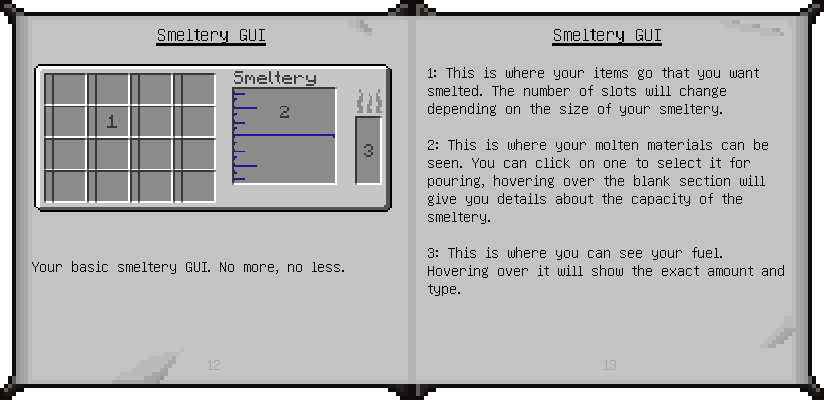 Smeltery GUI
Smeltery
1
2
3
Your basic smeltery GUI. No more, no less.
12
Smeltery GUI
1: This is where your items go that you want
smelted. The number of slots will change
depending on the size of your smeltery.
2: This is where your molten materials can be
seen. You can click on one to select it for
pouring, hovering over the blank section will
give you details about the capacity of the
smeltery.
3: This is where you can see your fuel.
Hovering over it will show the exact amount and
type.
13